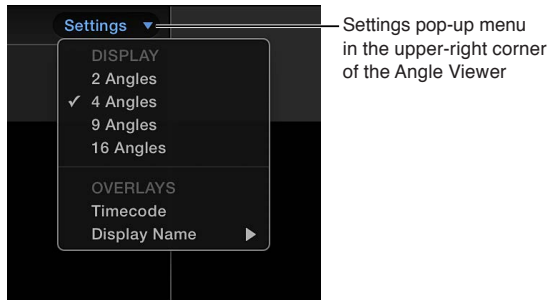 Settings
DISPLAY
2 Angles
4 Angles
9 Angles
16 Angles
OVERLAYS
Timecode
Display Name
Settings pop-up menu
in the upper-right corner
of the Angle Viewer